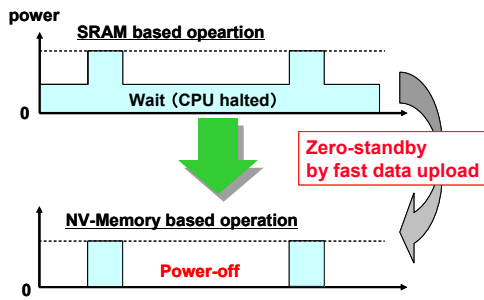 power
SRAM based opeartion
Wait (CPU halted)
0
Zero-standby
by fast data upload
NV-Memory based operation
Power-off
0